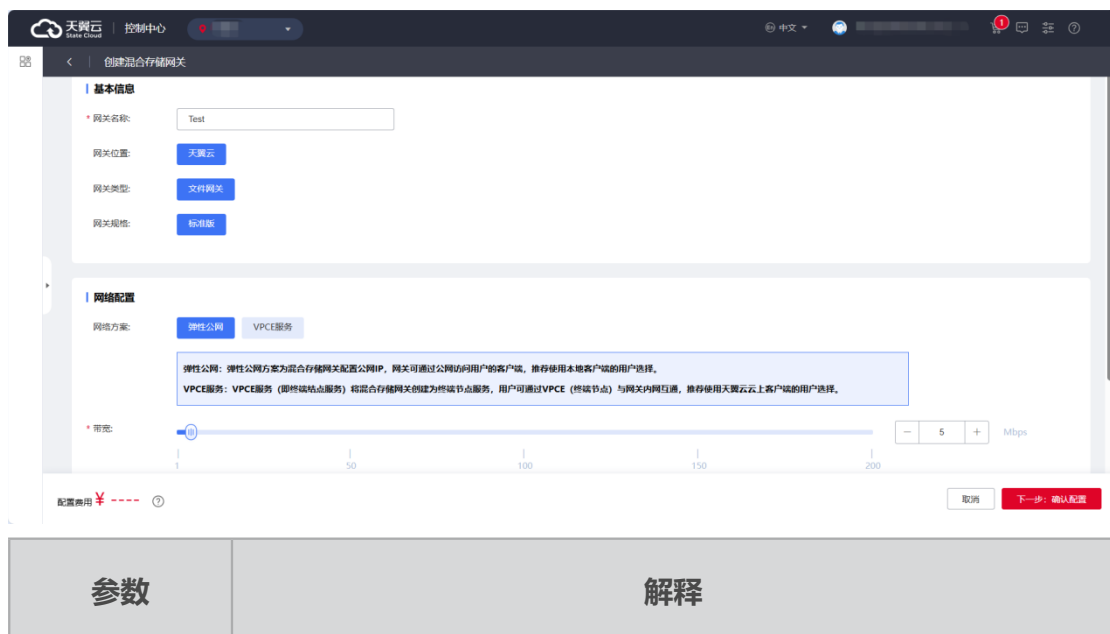 天翼云 控制中心 中文 1
State Cloud
创建混合存储网关
基本信息
* 网关名称: Test
网关位置: 天翼云
网关类型: 文件网关
网关规格: 标准版
网络配置
网络方案: 弹性公网 VPCE服务
弹性公网：弹性公网方案为混合存储网关配置公网IP，网关可通过公网访问用户的客户端，推荐使用本地客户端的用户选择。
VPCE服务：VPCE服务（即终端结点服务）将混合存储网关创建为终端节点服务，用户可通过VPCE（终端节点）与网关内网互通，推荐使用天翼云云上客户端的用户选择。
* 带宽: − 5 + Mbps
1 50 100 150 200
配置费用 ¥ ---- ? 取消 下一步：确认配置
参数 解释